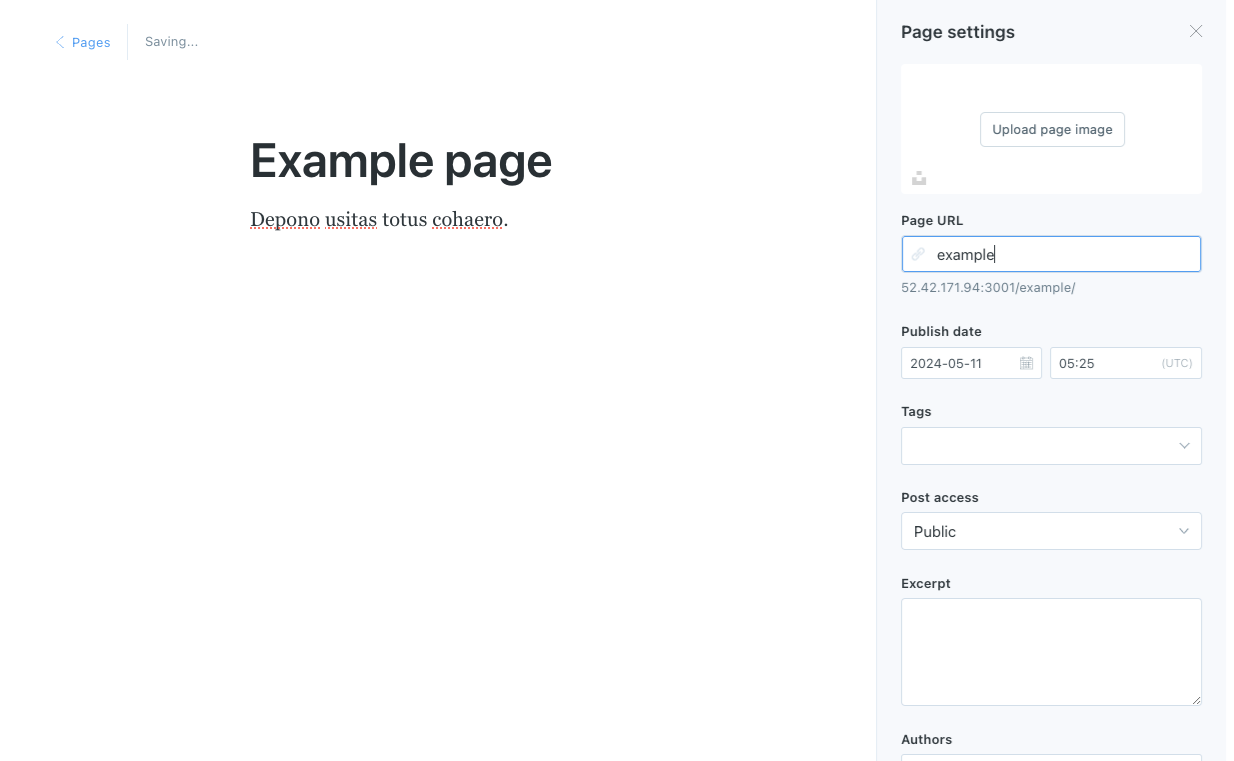 Pages
Saving...
Example page
Depono usitas totus cohaero.
Page settings
Upload page image
Page URL
example
52.42.171.94:3001/example/
Publish date
2024-05-11
05:25 (UTC)
Tags
Post access
Public
Excerpt
Authors